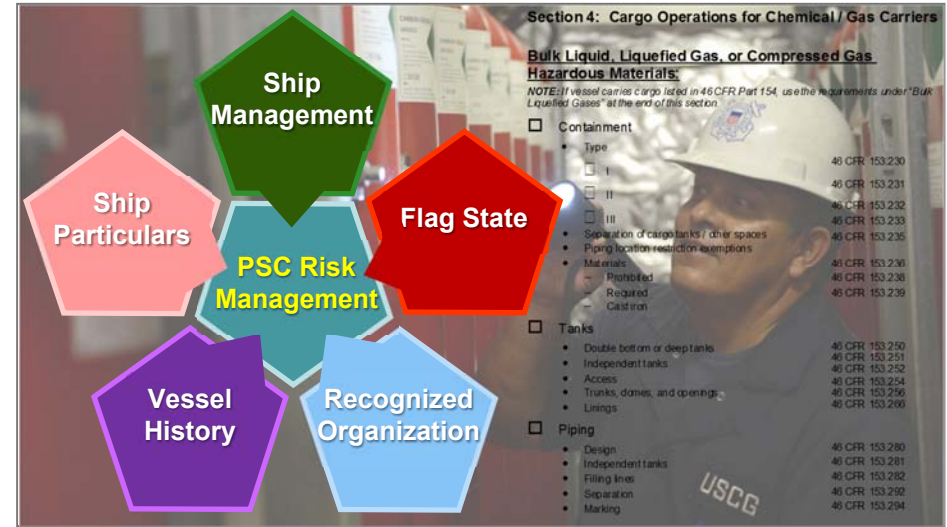 Ship
Management
Ship
Particulars
Flag State
PSC Risk
Management
Vessel
History
Recognized
Organization
Section 4: Cargo Operations for Chemical / Gas Carriers
Bulk Liquid, Liquefied Gas, or Compressed Gas
Hazardous Materials:
NOTE: If vessel carries cargo listed in 46 CFR Part 154, use the requirements under "Bulk
Liquefied Gases" at the end of this section.
Containment
Type
46 CFR 153.230
I
46 CFR 153.231
II
46 CFR 153.232
III
46 CFR 153.233
Separation of cargo tanks / other spaces 46 CFR 153.235
Piping location restriction exemptions
Materials 46 CFR 153.236
– Prohibited 46 CFR 153.238
– Required 46 CFR 153.239
– Cast iron
Tanks
Double bottom or deep tanks 46 CFR 153.250
Independent tanks 46 CFR 153.251
46 CFR 153.252
Access 46 CFR 153.254
Trunks, domes, and openings 46 CFR 153.256
Linings 46 CFR 153.266
Piping
Design 46 CFR 153.280
Independent tanks 46 CFR 153.281
Filling lines 46 CFR 153.282
Separation 46 CFR 153.292
Marking 46 CFR 153.294
USCG